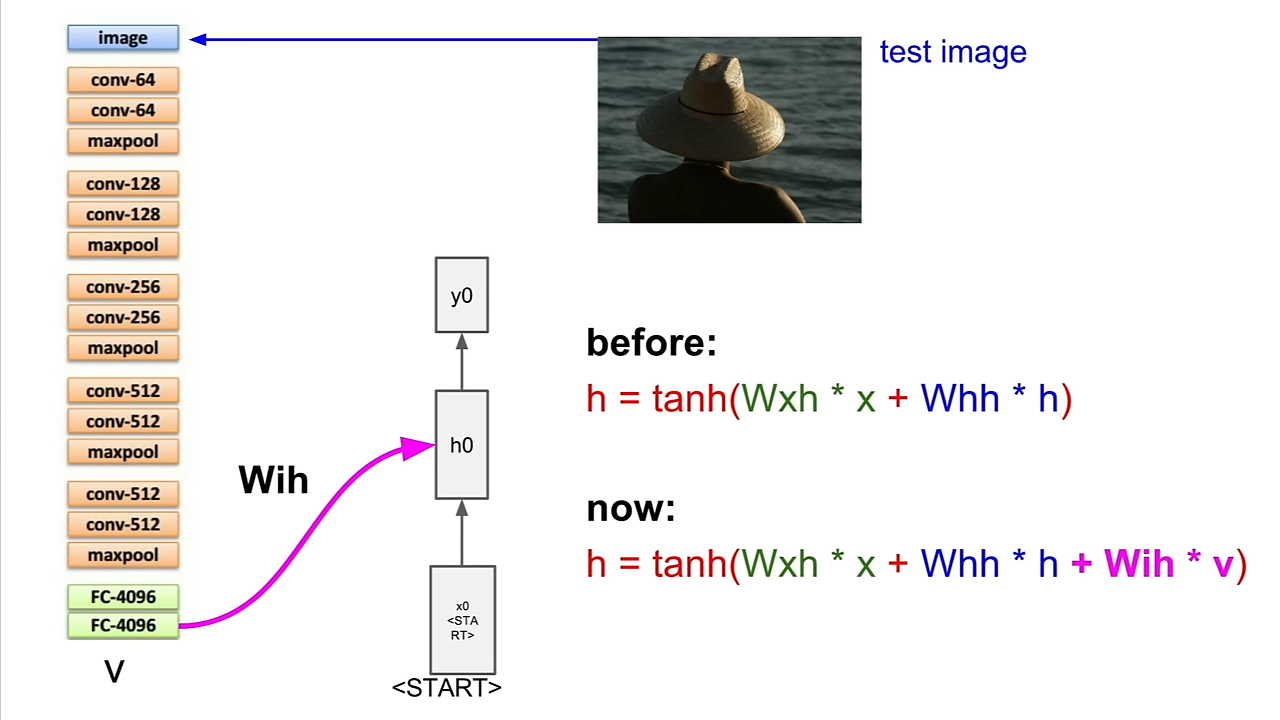 image
conv-64
conv-64
maxpool
conv-128
conv-128
maxpool
conv-256
conv-256
maxpool
conv-512
conv-512
maxpool
conv-512
conv-512
maxpool
FC-4096
FC-4096
v
Wih
y0
h0
x0
<STA
RT>
<START>
test image
before:
h = tanh(Wxh * x + Whh * h)
now:
h = tanh(Wxh * x + Whh * h + Wih * v)